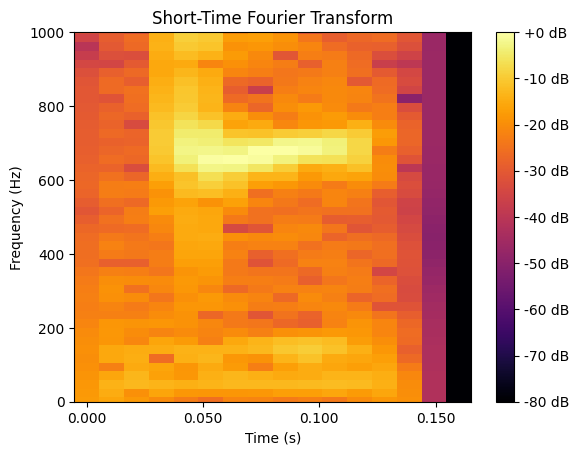 Short-Time Fourier Transform
1000
800
600
400
200
0
Frequency (Hz)
0.000
0.050
0.100
0.150
Time (s)
+0 dB
-10 dB
-20 dB
-30 dB
-40 dB
-50 dB
-60 dB
-70 dB
-80 dB